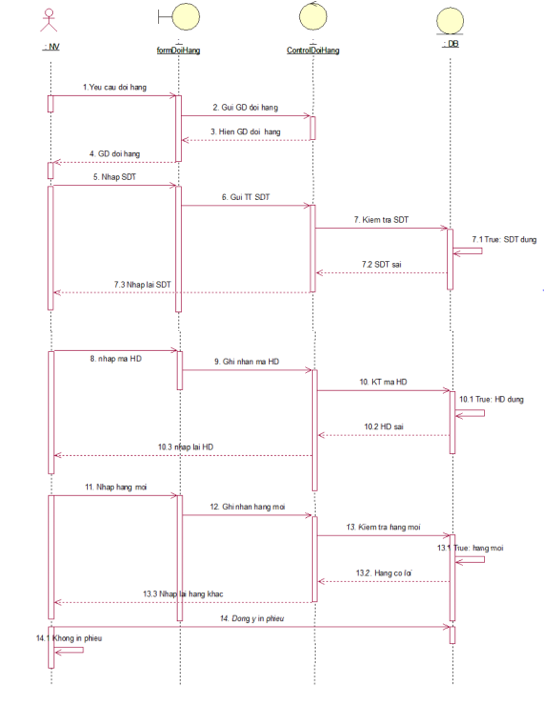 : NV
: formDoiHang
: ControlDoiHang
: DB
1.Yeu cau doi hang
2. Gui GD doi hang
3. Hien GD doi hang
4. GD doi hang
5. Nhap SDT
6. Gui TT SDT
7. Kiem tra SDT
7.1 True: SDT dung
7.2 SDT sai
7.3 Nhap lai SDT
8. nhap ma HD
9. Ghi nhan ma HD
10. KT ma HD
10.1 True: HD dung
10.2 HD sai
10.3 nhap lai HD
11. Nhap hang moi
12. Ghi nhan hang moi
13. Kiem tra hang moi
13.1 True: hang moi
13.2. Hang co loi
13.3 Nhap lai hang khac
14. Dong y in phieu
14.1 Khong in phieu